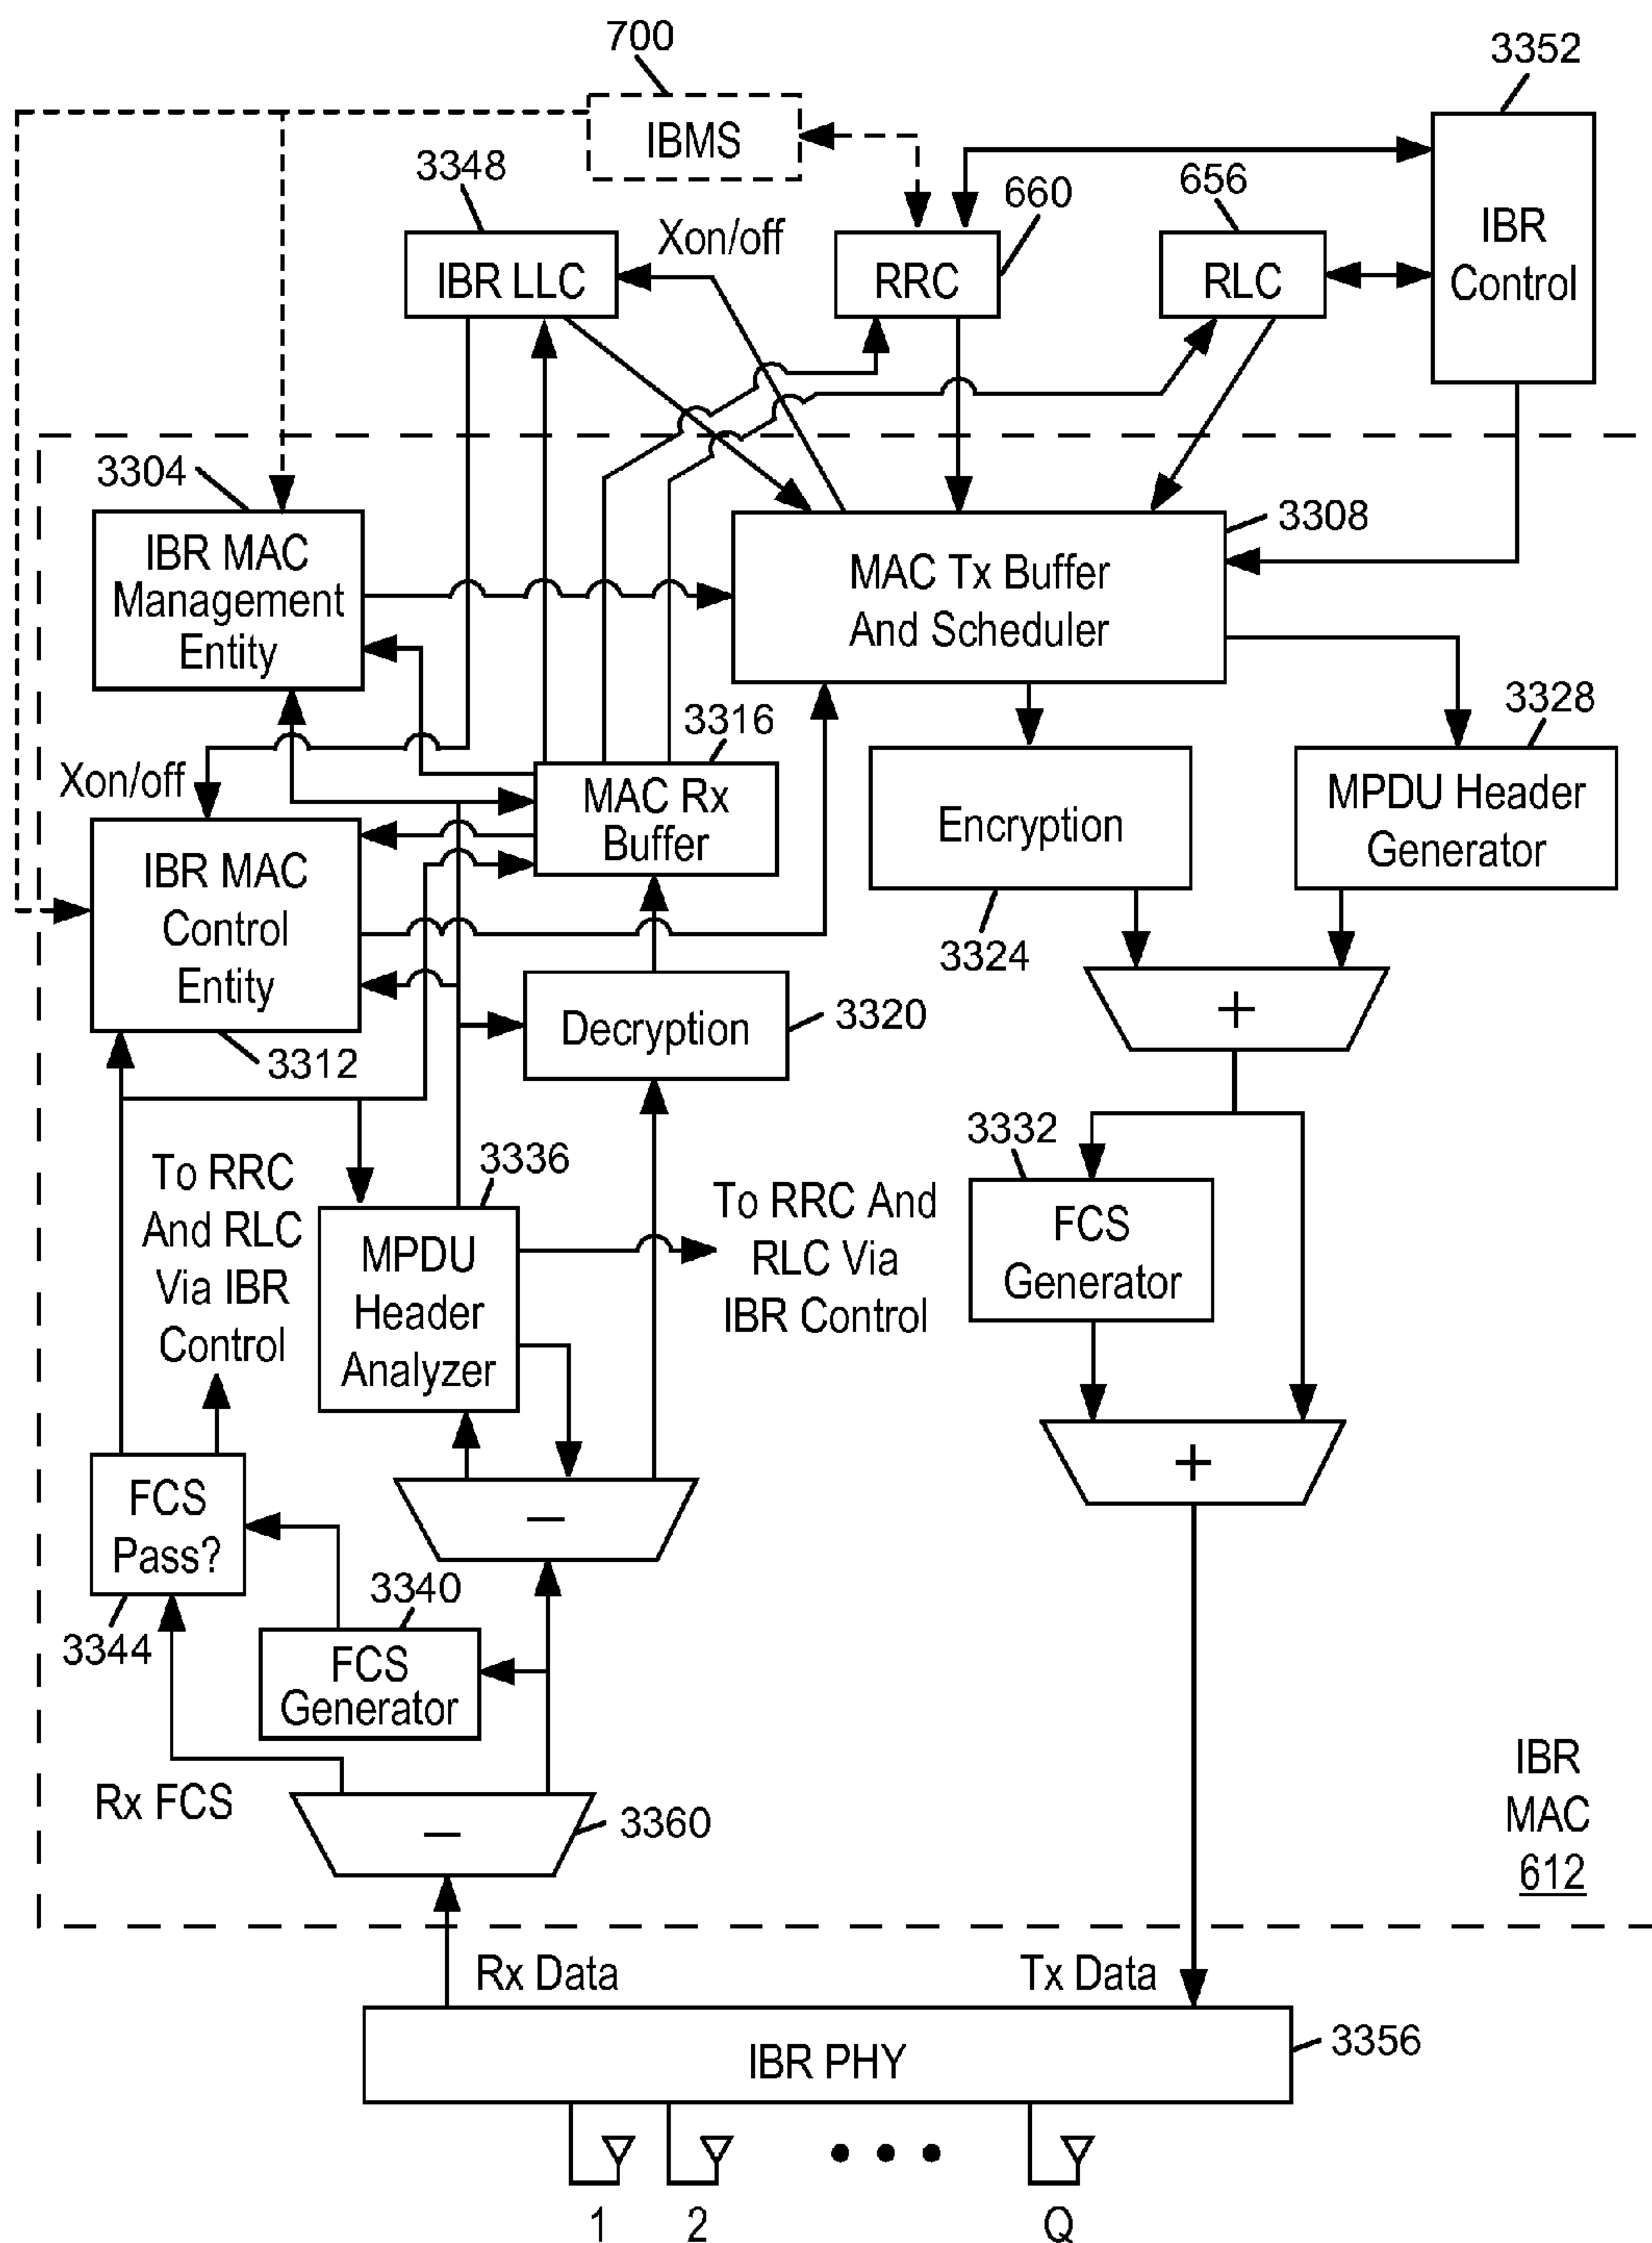 700
3352
IBMS
3348
656
660
Xon/off
IBR
Control
IBR LLC
RRC
RLC
3304
3308
IBR MAC
Management
Entity
MAC Tx Buffer
And Scheduler
3328
3316
Xon/off
MAC Rx
Buffer
Encryption
MPDU Header
Generator
IBR MAC
Control
Entity
3324
+
Decryption
3320
3312
3332
3336
To RRC
And RLC
Via IBR
Control
To RRC And
RLC Via
IBR Control
MPDU
Header
Analyzer
FCS
Generator
+
FCS
Pass?
−
3340
3344
FCS
Generator
Rx FCS
−
3360
IBR
MAC
612
Rx Data
Tx Data
IBR PHY
3356
1
2
Q